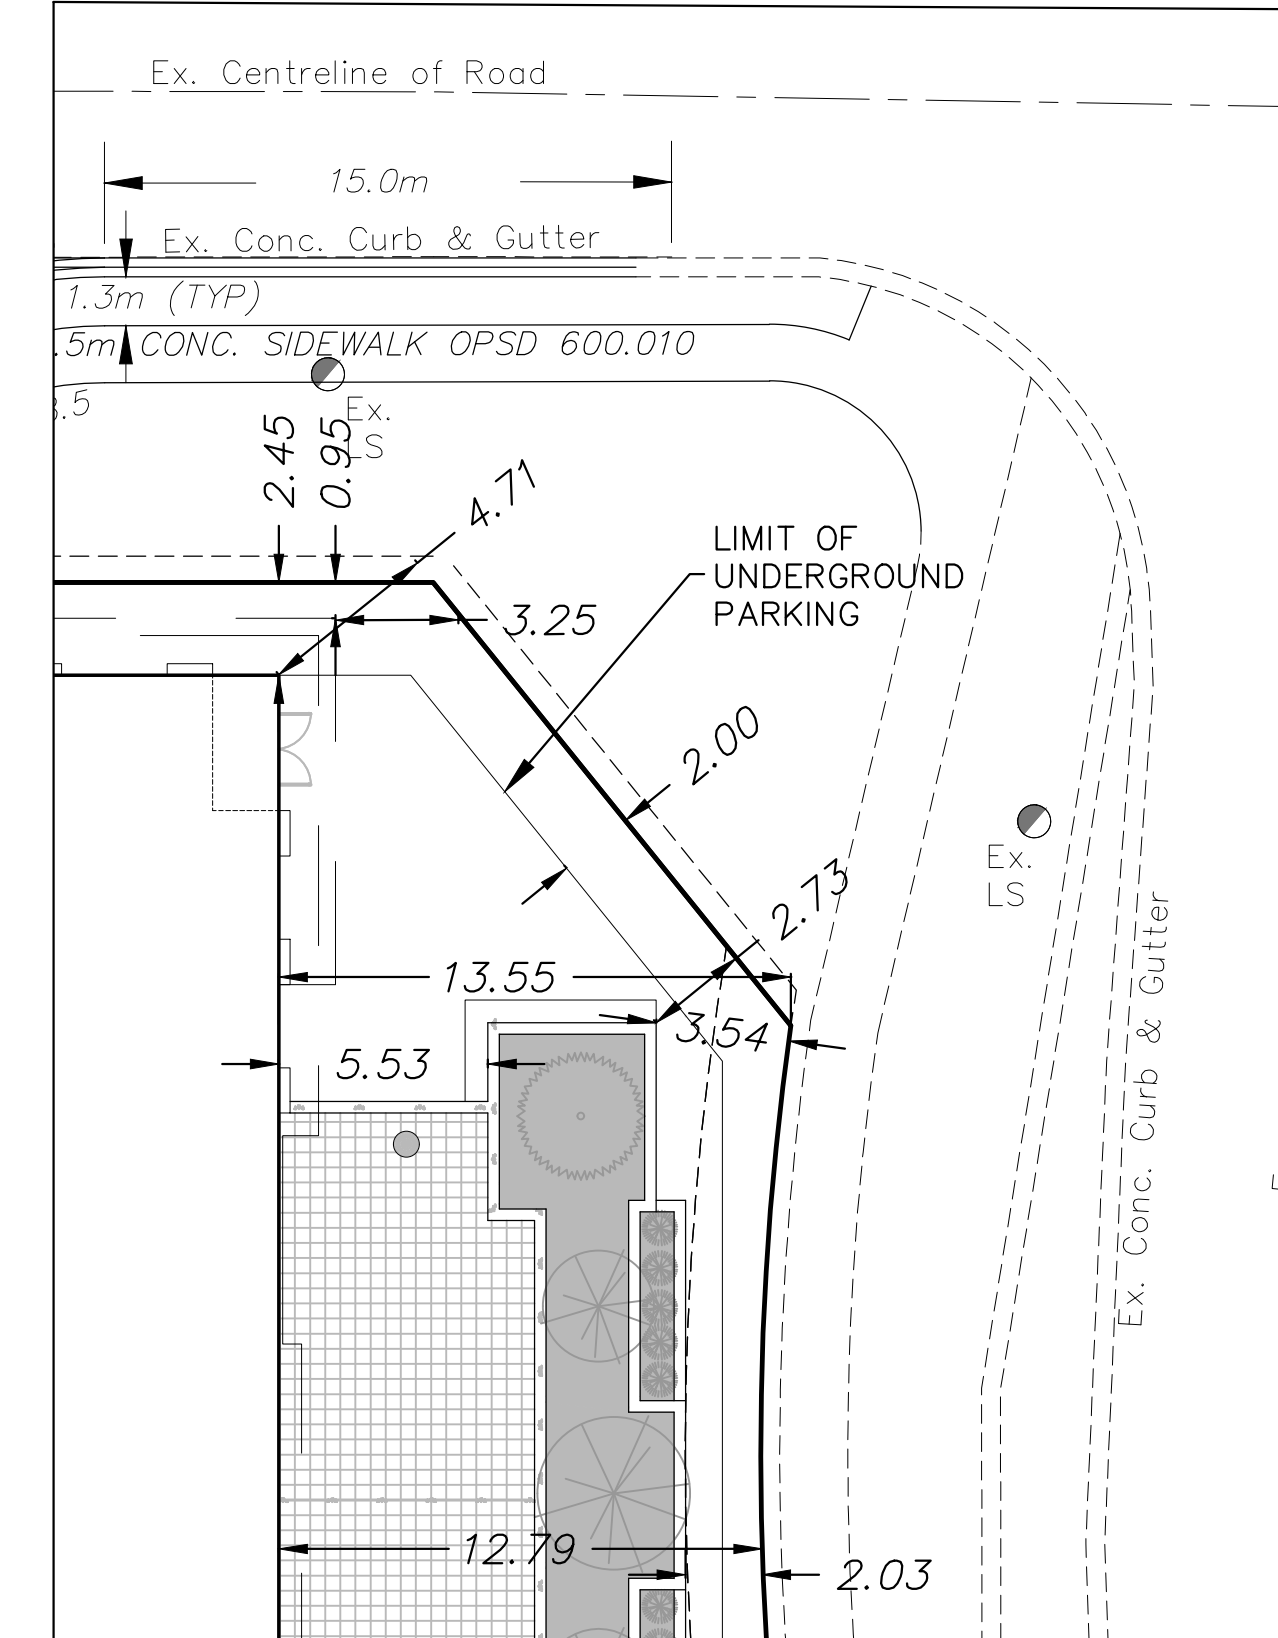 Ex. Centreline of Road
15.0m
Ex. Conc. Curb & Gutter
1.3m (TYP)
.5m CONC. SIDEWALK OPSD 600.010
.5
Ex.
LS
2.45
0.95
4.71
LIMIT OF
UNDERGROUND
PARKING
3.25
2.00
Ex.
LS
2.73
Ex. Conc. Curb & Gutter
13.55
3.54
5.53
12.79
2.03